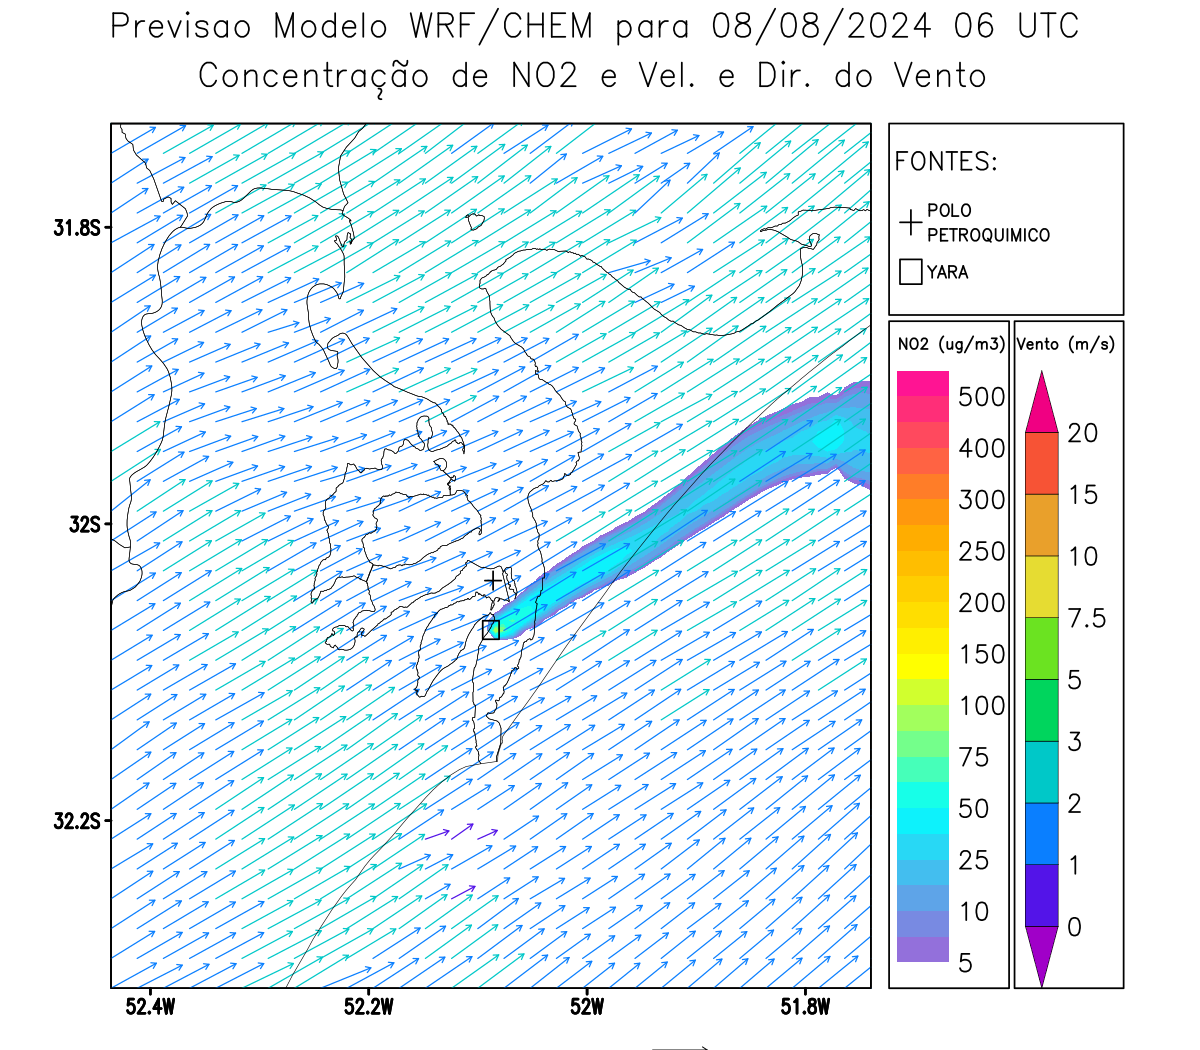 Previsao Modelo WRF/CHEM para 08/08/2024 06 UTC
Concentração de NO2 e Vel. e Dir. do Vento
FONTES:
POLO
PETROQUIMICO
YARA
NO2 (ug/m3)
500
400
300
250
200
150
100
75
50
25
10
5
Vento (m/s)
20
15
10
7.5
5
3
2
1
0
31.8S
32S
32.2S
52.4W
52.2W
52W
51.8W